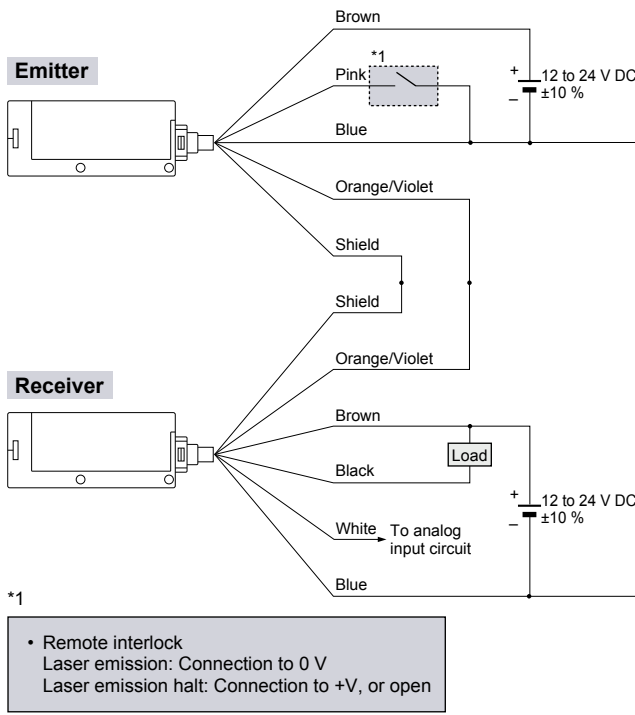 Brown
Emitter
*1
Pink
+ 12 to 24 V DC
– ±10 %
Blue
Orange/Violet
Shield
Shield
Orange/Violet
Receiver
Brown
Load
Black
+ 12 to 24 V DC
– ±10 %
White To analog
input circuit
Blue
*1
• Remote interlock
Laser emission: Connection to 0 V
Laser emission halt: Connection to +V, or open